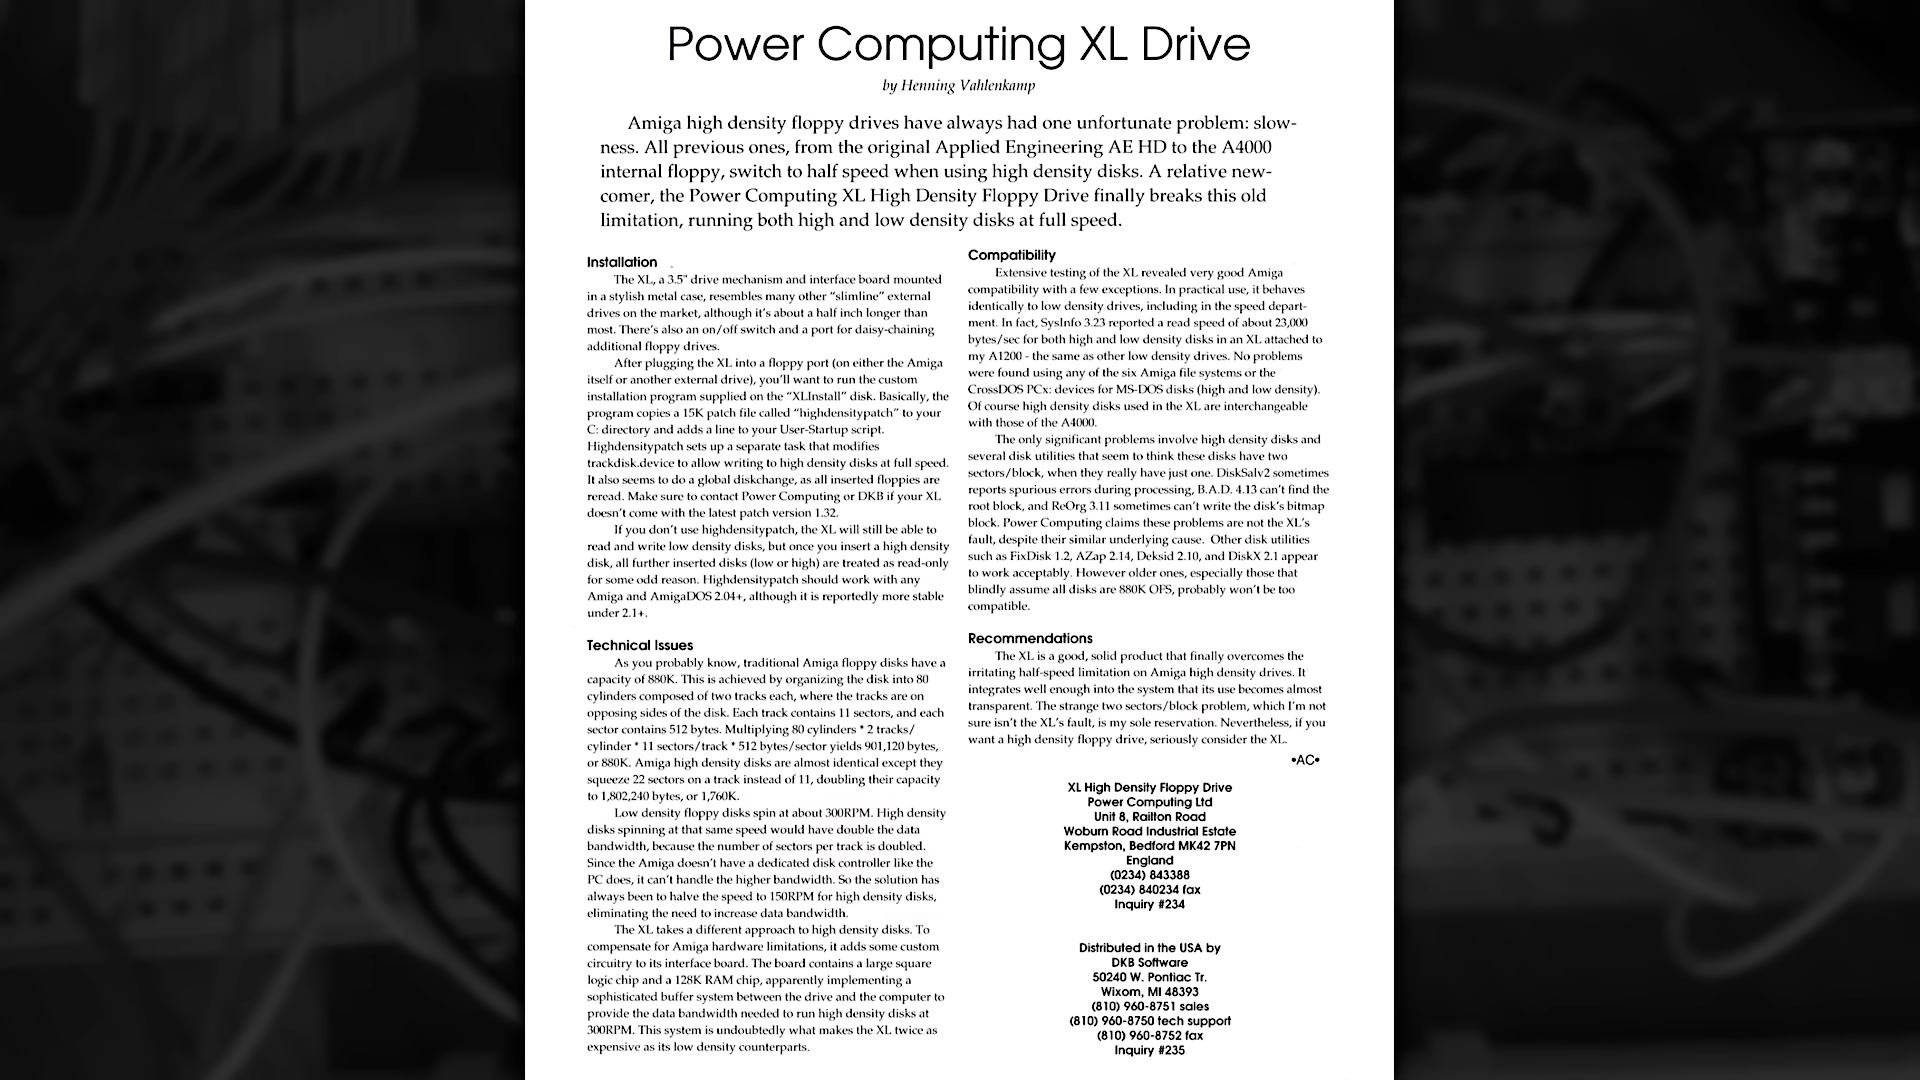 Power Computing XL Drive
by Henning Vahlenkamp
Amiga high density floppy drives have always had one unfortunate problem: slow-
ness. All previous ones, from the original Applied Engineering AE HD to the A4000
internal floppy, switch to half speed when using high density disks. A relative new-
comer, the Power Computing XL High Density Floppy Drive finally breaks this old
limitation, running both high and low density disks at full speed.
Installation
The XL, a 3.5" drive mechanism and interface board mounted
in a stylish metal case, resembles many other "slimline" external
drives on the market, although it's about a half inch longer than
most. There's also an on/off switch and a port for daisy-chaining
additional floppy drives.
After plugging the XL into a floppy port (on either the Amiga
itself or another external drive), you'll want to run the custom
installation program supplied on the "XLInstall" disk. Basically, the
program copies a 15K patch file called "highdensitypatch" to your
C: directory and adds a line to your User-Startup script.
Highdensitypatch sets up a separate task that modifies
trackdisk.device to allow writing to high density disks at full speed.
It also seems to do a global diskchange, as all inserted floppies are
reread. Make sure to contact Power Computing or DKB if your XL
doesn't come with the latest patch version 1.32.
If you don't use highdensitypatch, the XL will still be able to
read and write low density disks, but once you insert a high density
disk, all further inserted disks (low or high) are treated as read-only
for some odd reason. Highdensitypatch should work with any
Amiga and AmigaDOS 2.04+, although it is reportedly more stable
under 2.1+.
Technical Issues
As you probably know, traditional Amiga floppy disks have a
capacity of 880K. This is achieved by organizing the disk into 80
cylinders composed of two tracks each, where the tracks are on
opposing sides of the disk. Each track contains 11 sectors, and each
sector contains 512 bytes. Multiplying 80 cylinders * 2 tracks/
cylinder * 11 sectors/track * 512 bytes/sector yields 901,120 bytes,
or 880K. Amiga high density disks are almost identical except they
squeeze 22 sectors on a track instead of 11, doubling their capacity
to 1,802,240 bytes, or 1,760K.
Low density floppy disks spin at about 300RPM. High density
disks spinning at that same speed would have double the data
bandwidth, because the number of sectors per track is doubled.
Since the Amiga doesn't have a dedicated disk controller like the
PC does, it can't handle the higher bandwidth. So the solution has
always been to halve the speed to 150RPM for high density disks,
eliminating the need to increase data bandwidth.
The XL takes a different approach to high density disks. To
compensate for Amiga hardware limitations, it adds some custom
circuitry to its interface board. The board contains a large square
logic chip and a 128K RAM chip, apparently implementing a
sophisticated buffer system between the drive and the computer to
provide the data bandwidth needed to run high density disks at
300RPM. This system is undoubtedly what makes the XL twice as
expensive as its low density counterparts.
Compatibility
Extensive testing of the XL revealed very good Amiga
compatibility with a few exceptions. In practical use, it behaves
identically to low density drives, including in the speed depart-
ment. In fact, SysInfo 3.23 reported a read speed of about 23,000
bytes/sec for both high and low density disks in an XL attached to
my A1200 - the same as other low density drives. No problems
were found using any of the six Amiga file systems or the
CrossDOS PCx: devices for MS-DOS disks (high and low density).
Of course high density disks used in the XL are interchangeable
with those of the A4000.
The only significant problems involve high density disks and
several disk utilities that seem to think these disks have two
sectors/block, when they really have just one. DiskSalv2 sometimes
reports spurious errors during processing, B.A.D. 4.13 can't find the
root block, and ReOrg 3.11 sometimes can't write the disk's bitmap
block. Power Computing claims these problems are not the XL's
fault, despite their similar underlying cause. Other disk utilities
such as FixDisk 1.2, AZap 2.14, Deksid 2.10, and DiskX 2.1 appear
to work acceptably. However older ones, especially those that
blindly assume all disks are 880K OFS, probably won't be too
compatible.
Recommendations
The XL is a good, solid product that finally overcomes the
irritating half-speed limitation on Amiga high density drives. It
integrates well enough into the system that its use becomes almost
transparent. The strange two sectors/block problem, which I'm not
sure isn't the XL's fault, is my sole reservation. Nevertheless, if you
want a high density floppy drive, seriously consider the XL.
•AC•
XL High Density Floppy Drive
Power Computing Ltd
Unit 8, Railton Road
Woburn Road Industrial Estate
Kempston, Bedford MK42 7PN
England
(0234) 843388
(0234) 840234 fax
Inquiry #234
Distributed in the USA by
DKB Software
50240 W. Pontiac Tr.
Wixom, MI 48393
(810) 960-8751 sales
(810) 960-8750 tech support
(810) 960-8752 fax
Inquiry #235